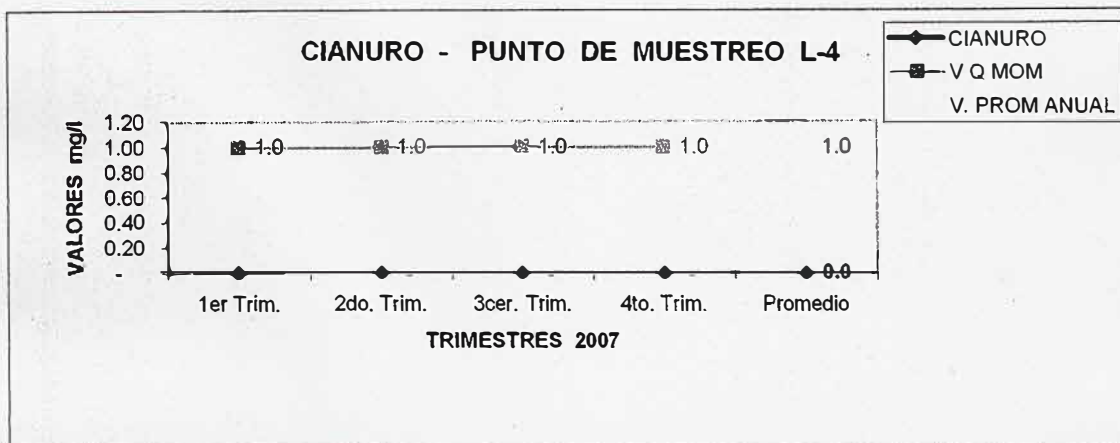 CIANURO - PUNTO DE MUESTREO L-4
CIANURO
V Q MOM
V. PROM ANUAL
VALORES mg/l
1.20
1.00
0.80
0.60
0.40
0.20
-
1.0
1.0
1.0
1.0
1.0
0.0
1er Trim.
2do. Trim.
3cer. Trim.
4to. Trim.
Promedio
TRIMESTRES 2007